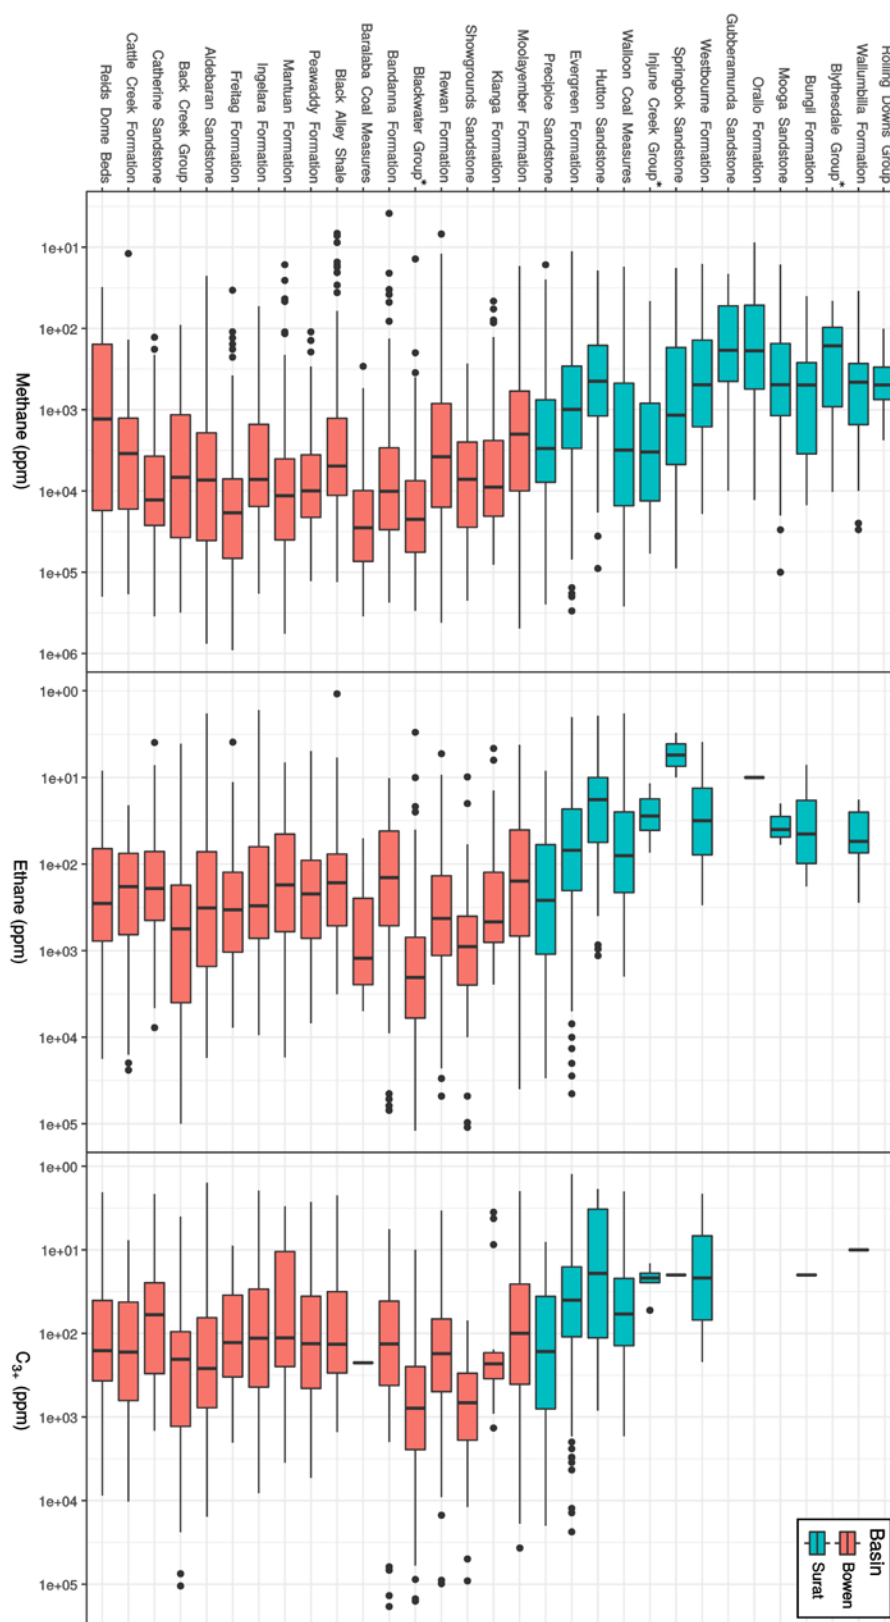 Rolling Downs Group
Wallumbilla Formation
Blythesdale Group*
Bungil Formation
Mooga Sandstone
Orallo Formation
Gubberamunda Sandstone
Westbourne Formation
Springbok Sandstone
Injune Creek Group*
Walloon Coal Measures
Hutton Sandstone
Evergreen Formation
Precipice Sandstone
Moolayember Formation
Klanga Formation
Showgrounds Sandstone
Rewan Formation
Blackwater Group*
Bandanna Formation
Baralaba Coal Measures
Black Alley Shale
Peawaddy Formation
Mantuan Formation
Ingelara Formation
Freitag Formation
Aldebaran Sandstone
Back Creek Group
Catherine Sandstone
Cattle Creek Formation
Reids Dome Beds
1e+01
1e+02
1e+03
1e+04
1e+05
1e+06
Methane (ppm)
1e+00
1e+01
1e+02
1e+03
1e+04
1e+05
Ethane (ppm)
1e+00
1e+01
1e+02
1e+03
1e+04
1e+05
C3+ (ppm)
Basin
Bowen
Surat